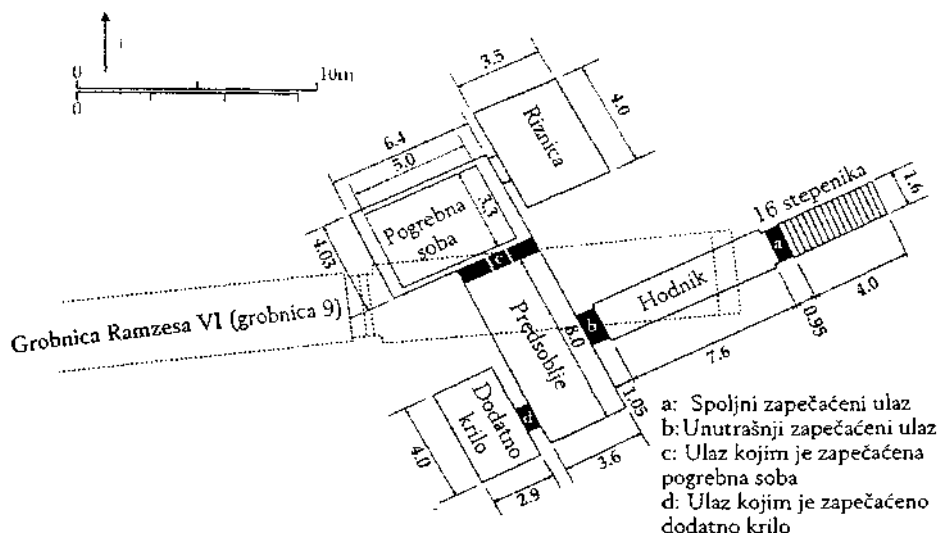 0
10m
0
3.5
4.0
Riznica
6.4
5.0
3.3
4.03
Pogrebna
soba
c
16 stepenika
1.6
a
Hodnik
4.0
0.95
7.6
b
Grobnica Ramzesa VI (grobnica 9)
Predsoblje
8.0
1.05
Dodatno
krilo
d
4.0
3.6
2.9
a: Spoljni zapečaćeni ulaz
b: Unutrašnji zapečaćeni ulaz
c: Ulaz kojim je zapečaćena
pogrebna soba
d: Ulaz kojim je zapečaćeno
dodatno krilo